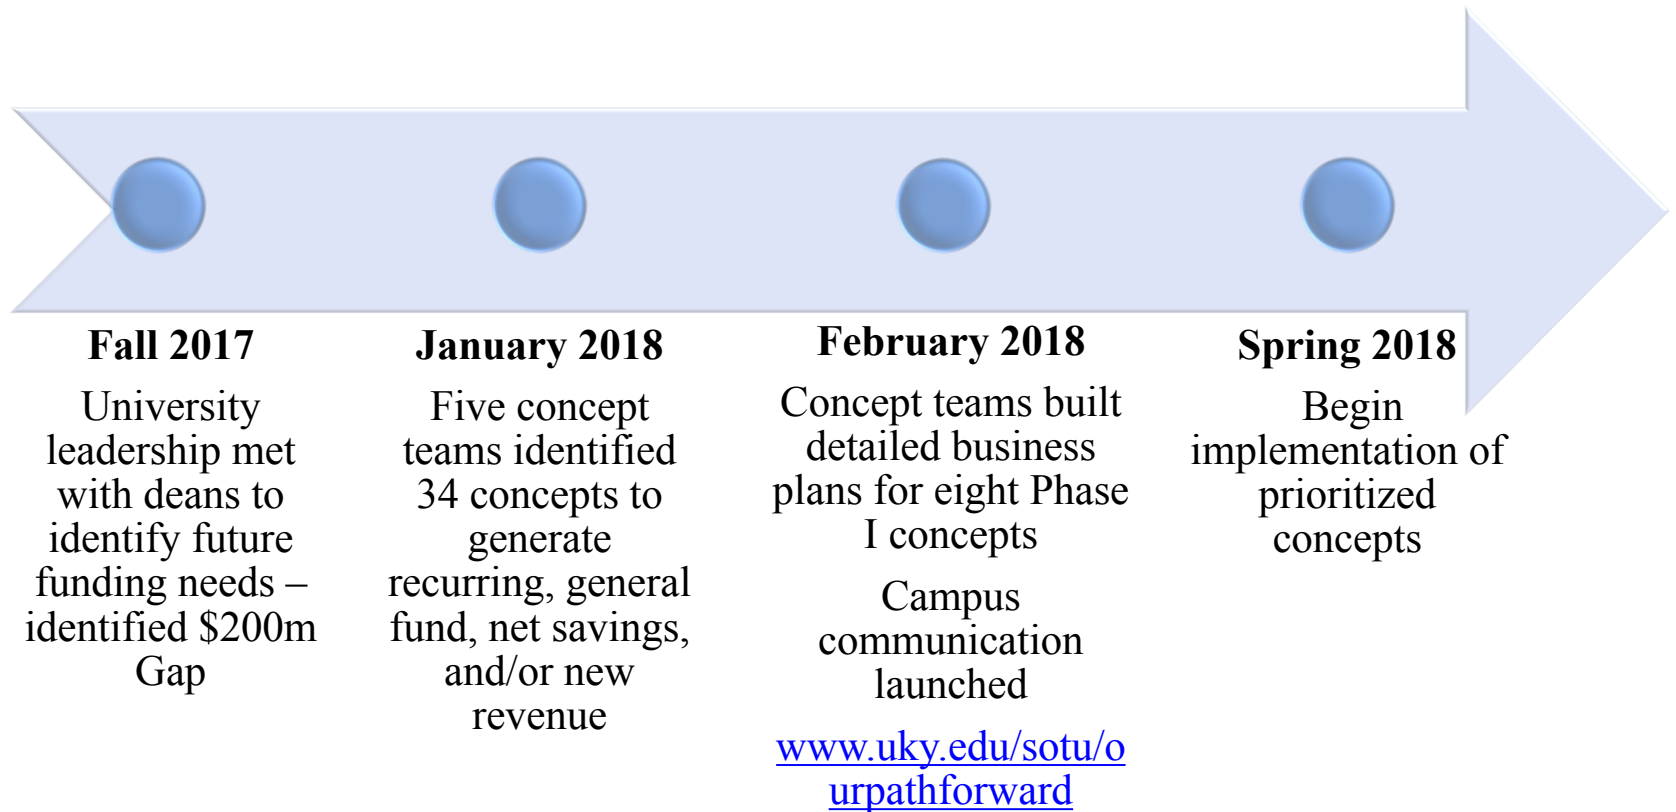 Fall 2017
University
leadership met
with deans to
identify future
funding needs –
identified $200m
Gap
January 2018
Five concept
teams identified
34 concepts to
generate
recurring, general
fund, net savings,
and/or new
revenue
February 2018
Concept teams built
detailed business
plans for eight Phase
I concepts
Campus
communication
launched
www.uky.edu/sotu/o
urpathforward
Spring 2018
Begin
implementation of
prioritized
concepts